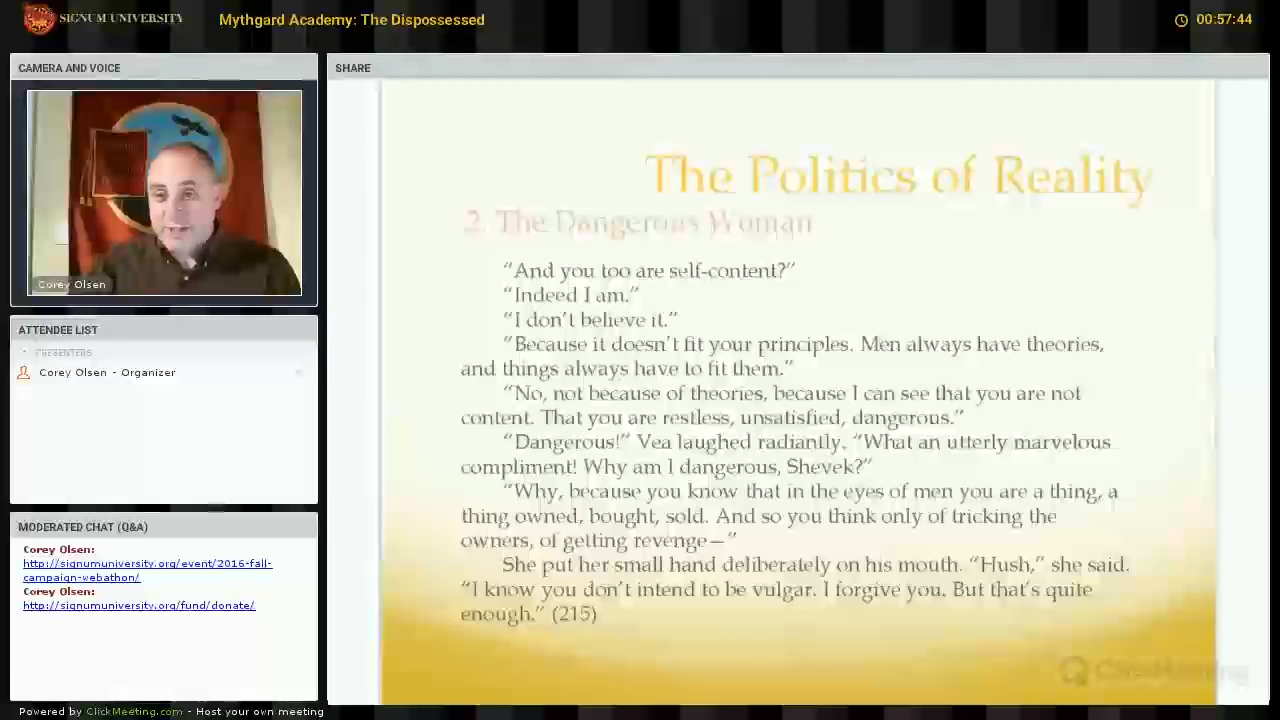 SIGNUM UNIVERSITY
Mythgard Academy: The Dispossessed
00:57:44
CAMERA AND VOICE
Corey Olsen
ATTENDEE LIST
PRESENTERS
Corey Olsen - Organizer
MODERATED CHAT (Q&A)
Corey Olsen:
http://signumuniversity.org/event/2016-fall-
campaign-webathon/
Corey Olsen:
http://signumuniversity.org/fund/donate/
SHARE
The Politics of Reality
2. The Dangerous Woman
“And you too are self-content?”
“Indeed I am.”
“I don’t believe it.”
“Because it doesn’t fit your principles. Men always have theories,
and things always have to fit them.”
“No, not because of theories, because I can see that you are not
content. That you are restless, unsatisfied, dangerous.”
“Dangerous!” Vea laughed radiantly. “What an utterly marvelous
compliment! Why am I dangerous, Shevek?”
“Why, because you know that in the eyes of men you are a thing, a
thing owned, bought, sold. And so you think only of tricking the
owners, of getting revenge—”
She put her small hand deliberately on his mouth. “Hush,” she said.
“I know you don’t intend to be vulgar. I forgive you. But that’s quite
enough.” (215)
ClickMeeting
Powered by ClickMeeting.com - Host your own meeting